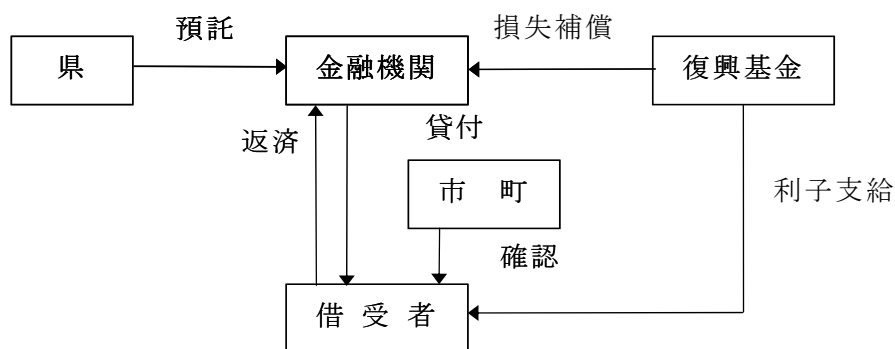 預託
損失補償
県
金融機関
復興基金
返済
貸付
市 町
利子支給
確認
借 受 者